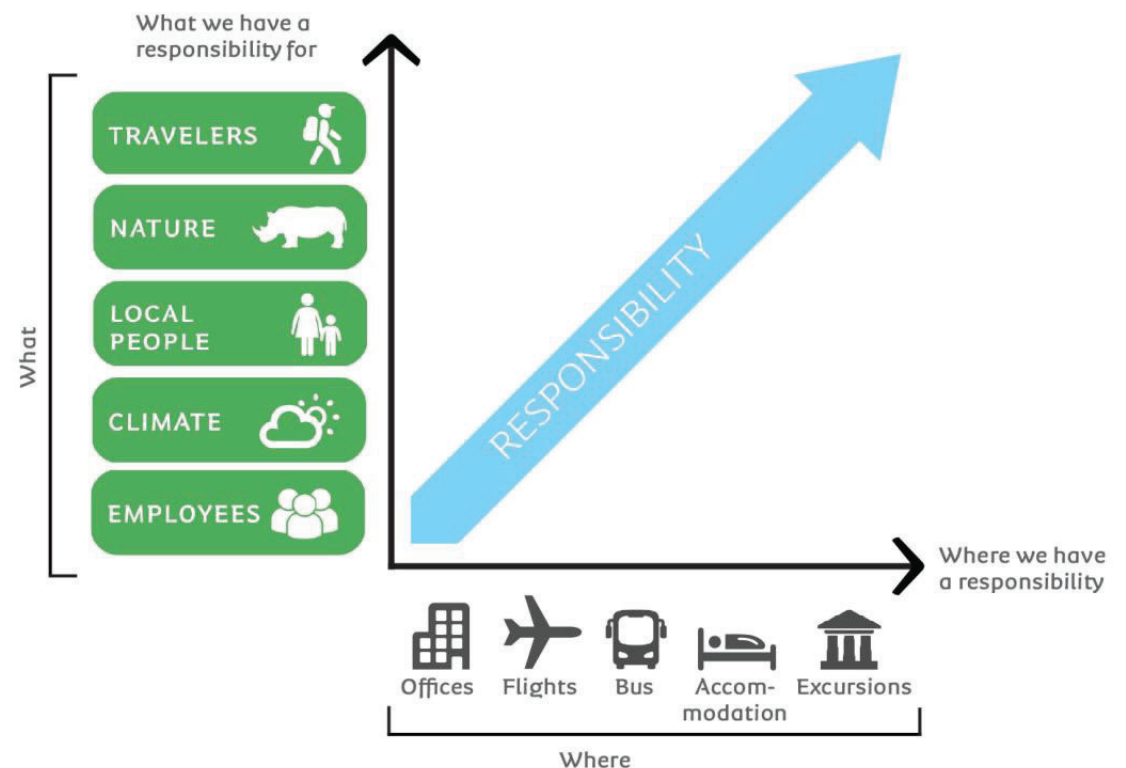 What we have a
responsibility for
TRAVELERS
NATURE
LOCAL
PEOPLE
CLIMATE
EMPLOYEES
What
RESPONSIBILITY
Where we have
a responsibility
Offices
Flights
Bus
Accom-
modation
Excursions
Where